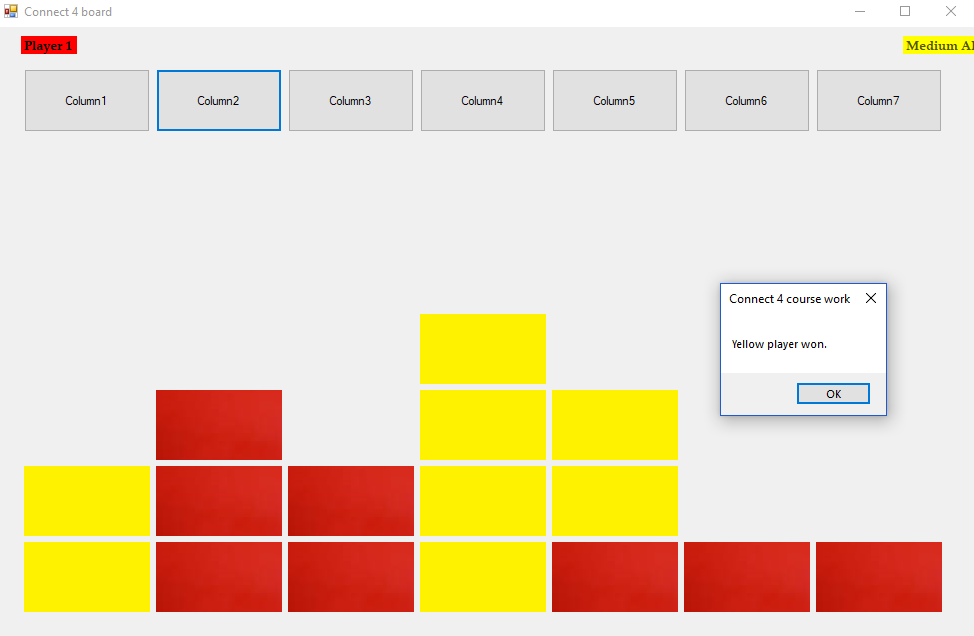 Connect 4 board
Player 1
Medium AI
Column1
Column2
Column3
Column4
Column5
Column6
Column7
Connect 4 course work
Yellow player won.
OK